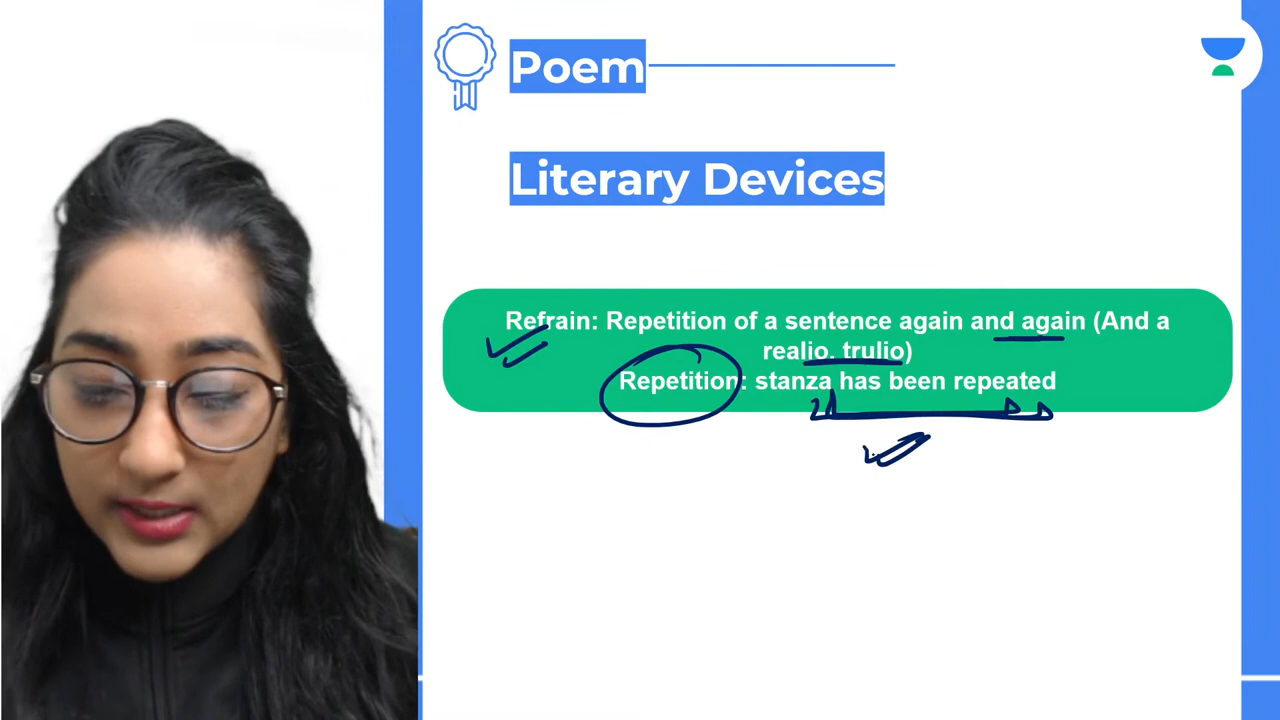 Poem
Literary Devices
Refrain: Repetition of a sentence again and again (And a
realio, trulio)
Repetition: stanza has been repeated